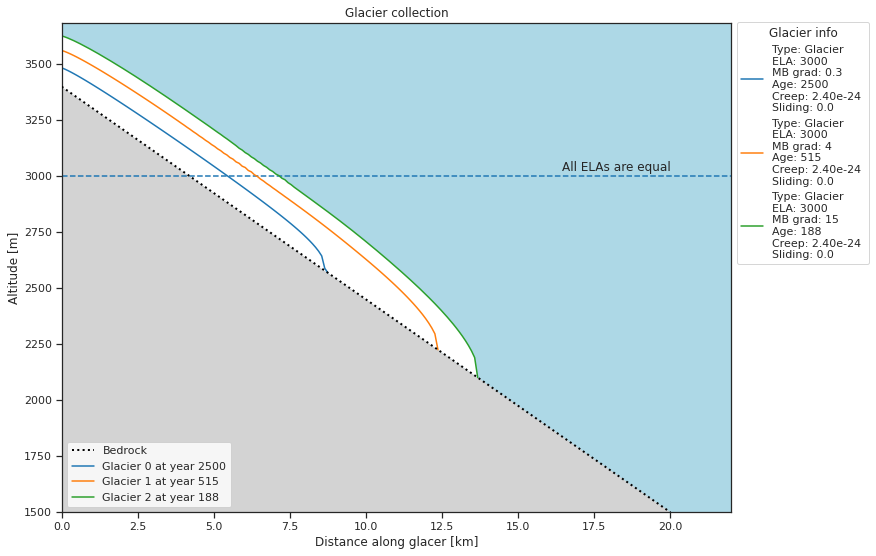 Glacier collection
3500
3250
3000
2750
2500
2250
2000
1750
1500
Altitude [m]
All ELAs are equal
Bedrock
Glacier 0 at year 2500
Glacier 1 at year 515
Glacier 2 at year 188
0.0 2.5 5.0 7.5 10.0 12.5 15.0 17.5 20.0
Distance along glacer [km]
Glacier info
Type: Glacier
ELA: 3000
MB grad: 0.3
Age: 2500
Creep: 2.40e-24
Sliding: 0.0
Type: Glacier
ELA: 3000
MB grad: 4
Age: 515
Creep: 2.40e-24
Sliding: 0.0
Type: Glacier
ELA: 3000
MB grad: 15
Age: 188
Creep: 2.40e-24
Sliding: 0.0